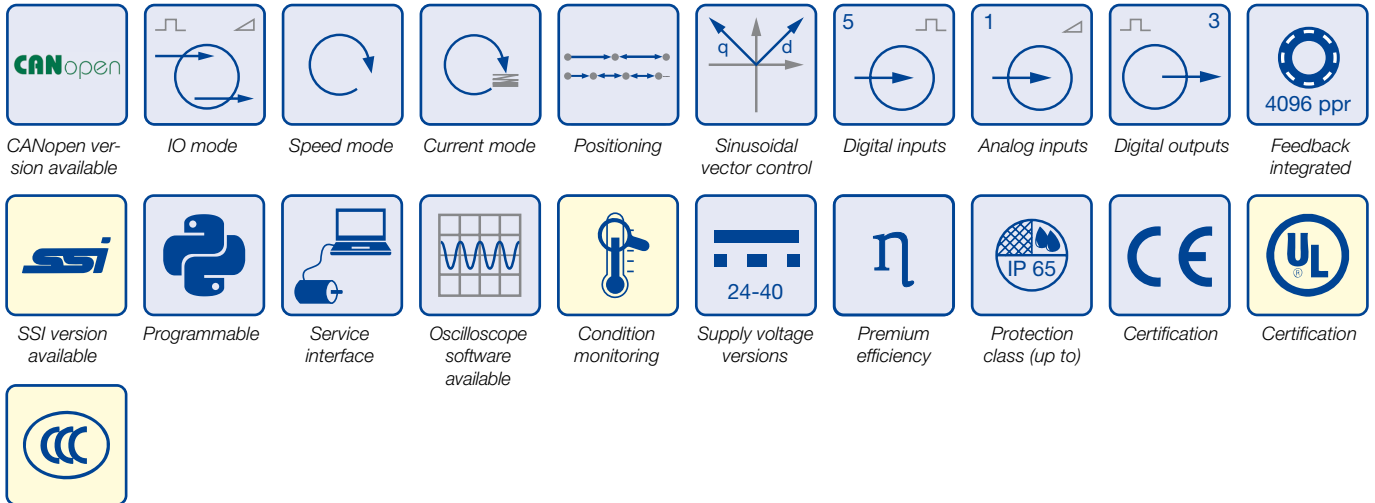 CANopen
q d
5
1
3
4096 ppr
CANopen ver-
sion available
IO mode
Speed mode
Current mode
Positioning
Sinusoidal
vector control
Digital inputs
Analog inputs
Digital outputs
Feedback
integrated
SSI
24-40
η
IP 65
CE
UL
®
SSI version
available
Programmable
Service
interface
Oscilloscope
software
available
Condition
monitoring
Supply voltage
versions
Premium
efficiency
Protection
class (up to)
Certification
Certification
CCC